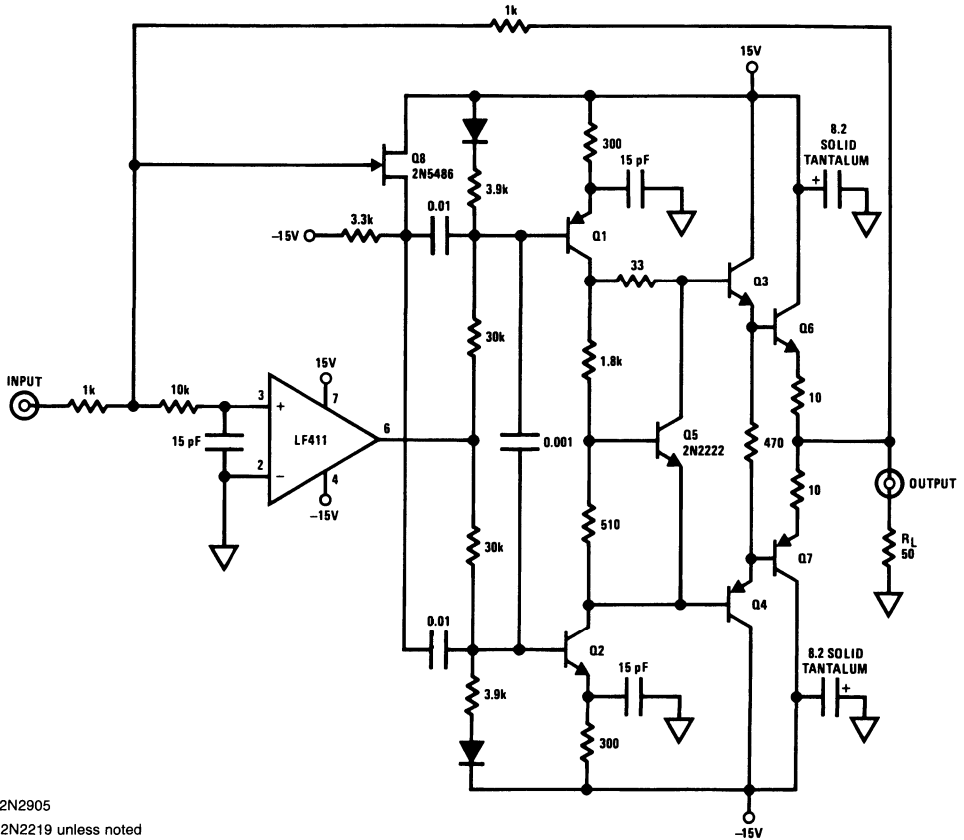 1k
15V
8.2
SOLID
TANTALUM
+
300
15 pF
Q8
2N5486
3.9k
0.01
3.3k
–15V
Q1
33
Q3
Q6
30k
1.8k
10
INPUT
1k
10k
15V
3
+
7
LF411
6
15 pF
2
–
4
–15V
0.001
Q5
2N2222
470
OUTPUT
10
RL
50
30k
510
Q7
0.01
Q4
Q2
15 pF
8.2 SOLID
TANTALUM
+
3.9k
300
2N2905
2N2219 unless noted
–15V